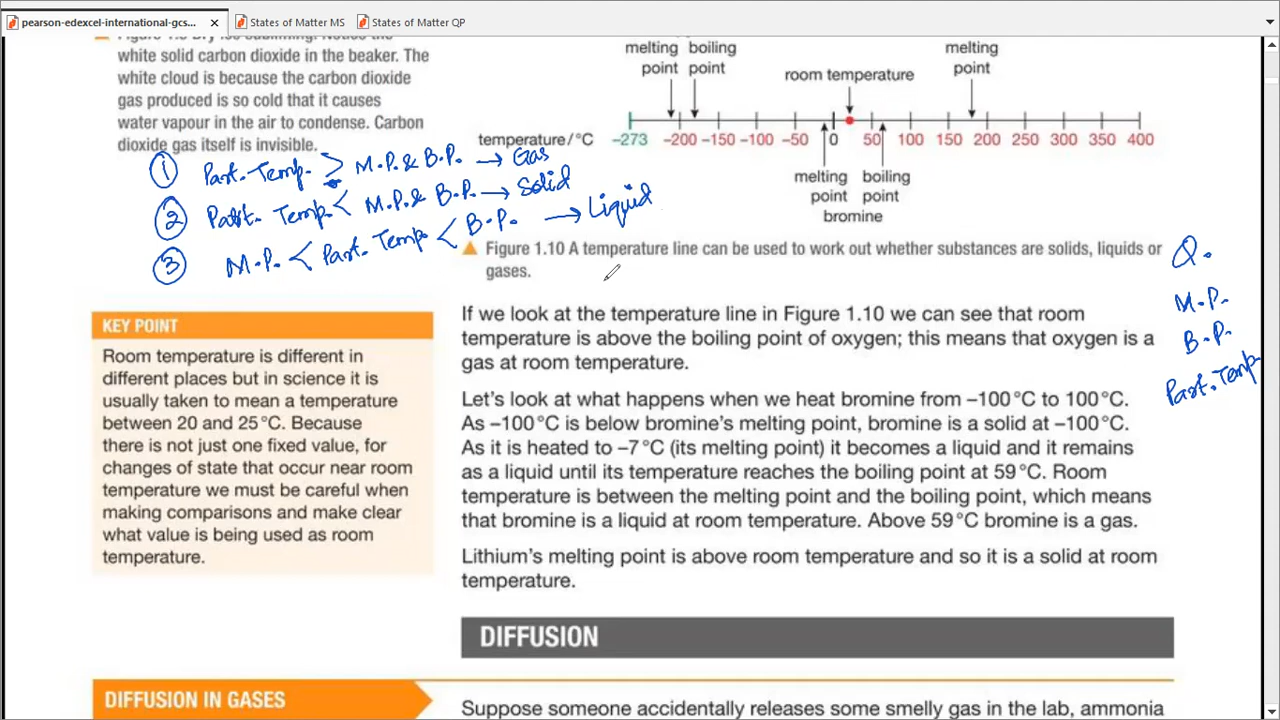 pearson-edexcel-international-gcs...
States of Matter MS
States of Matter QP
white solid carbon dioxide in the beaker. The
white cloud is because the carbon dioxide
gas produced is so cold that it causes
water vapour in the air to condense. Carbon
dioxide gas itself is invisible.
melting point
boiling point
room temperature
melting point
temperature/°C
-273 -200 -150 -100 -50 0 50 100 150 200 250 300 350 400
melting point
boiling point
bromine
① Part. Temp. > M.P. & B.P. → Gas
② Part. Temp. < M.P. & B.P. → Solid
③ M.P. < Part. Temp < B.P. → Liquid
Figure 1.10 A temperature line can be used to work out whether substances are solids, liquids or
gases.
Q.
M.P.
B.P.
Part. Temp
KEY POINT
Room temperature is different in
different places but in science it is
usually taken to mean a temperature
between 20 and 25 °C. Because
there is not just one fixed value, for
changes of state that occur near room
temperature we must be careful when
making comparisons and make clear
what value is being used as room
temperature.
If we look at the temperature line in Figure 1.10 we can see that room
temperature is above the boiling point of oxygen; this means that oxygen is a
gas at room temperature.
Let's look at what happens when we heat bromine from –100 °C to 100 °C.
As –100 °C is below bromine's melting point, bromine is a solid at –100 °C.
As it is heated to –7 °C (its melting point) it becomes a liquid and it remains
as a liquid until its temperature reaches the boiling point at 59 °C. Room
temperature is between the melting point and the boiling point, which means
that bromine is a liquid at room temperature. Above 59 °C bromine is a gas.
Lithium's melting point is above room temperature and so it is a solid at room
temperature.
DIFFUSION
DIFFUSION IN GASES
Suppose someone accidentally releases some smelly gas in the lab, ammonia